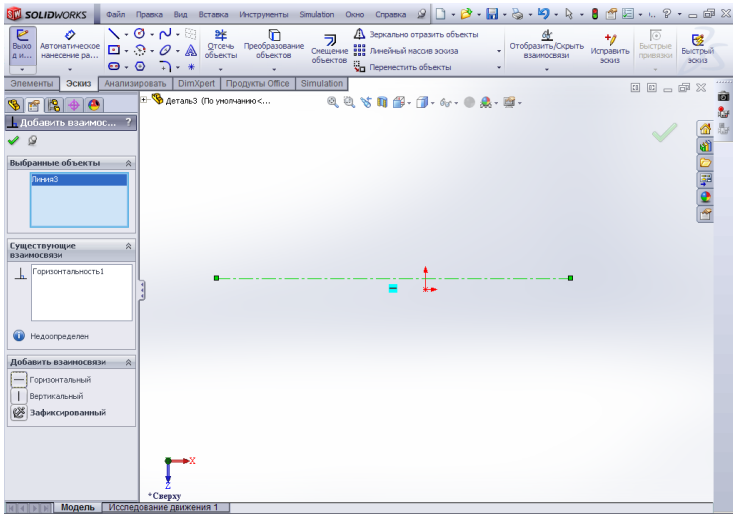 SOLIDWORKS Файл Правка Вид Вставка Инструменты Simulation Окно Справка
Выхо
д и...
Автоматическое
нанесение ра...
Отсечь
объекты
Преобразование
объектов
Смещение
объектов
Зеркально отразить объекты
Линейный массив эскиза
Переместить объекты
Отобразить/Скрыть
взаимосвязи
Исправить
эскиз
Быстрые
привязки
Быстрый
эскиз
Элементы Эскиз Анализировать DimXpert Продукты Office Simulation
Деталь3 (По умолчанию<...
Добавить взаимос... ?
Выбранные объекты
Линия3
Существующие
взаимосвязи
Горизонтальность1
Недоопределен
Добавить взаимосвязи
Горизонтальный
Вертикальный
Зафиксированный
X
Z
*Сверху
Модель Исследование движения 1